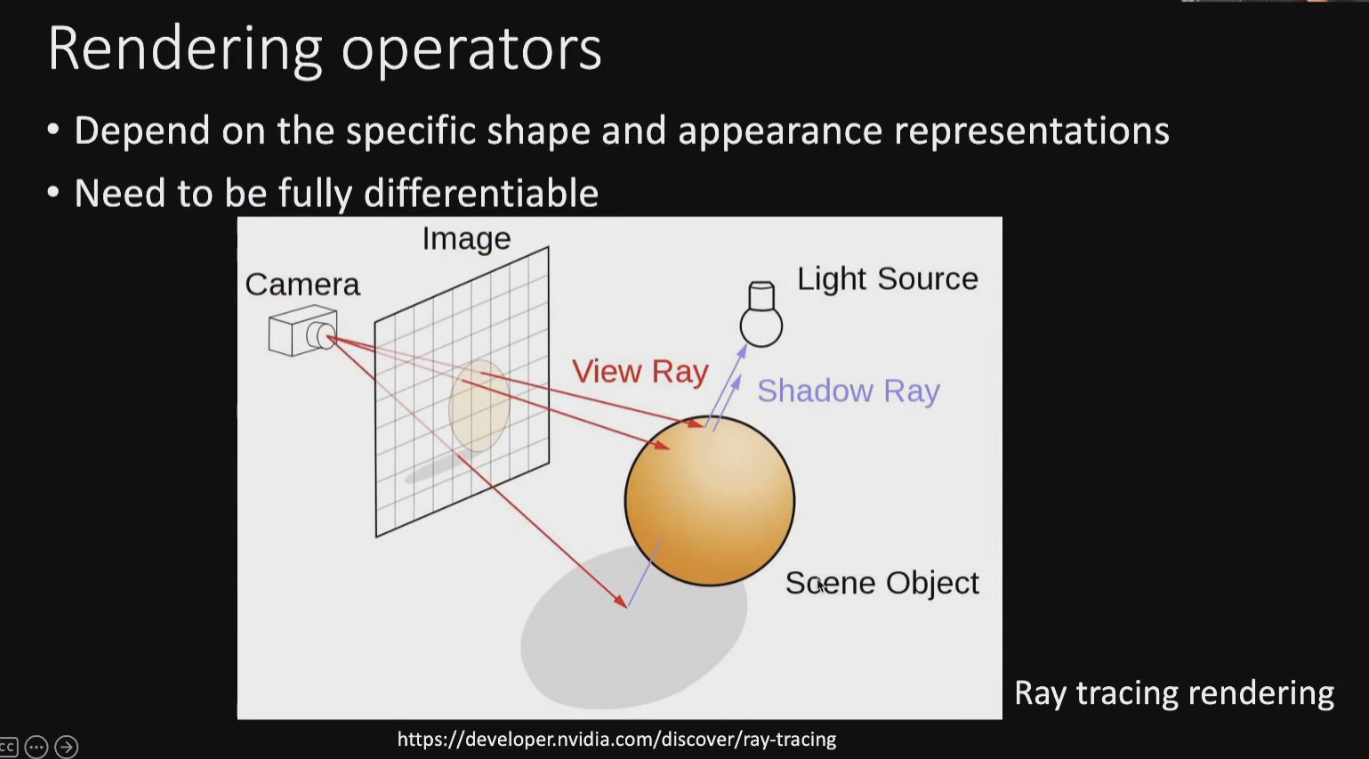 Rendering operators
• Depend on the specific shape and appearance representations
• Need to be fully differentiable
Image
Camera
Light Source
View Ray
Shadow Ray
Scene Object
Ray tracing rendering
https://developer.nvidia.com/discover/ray-tracing
CC